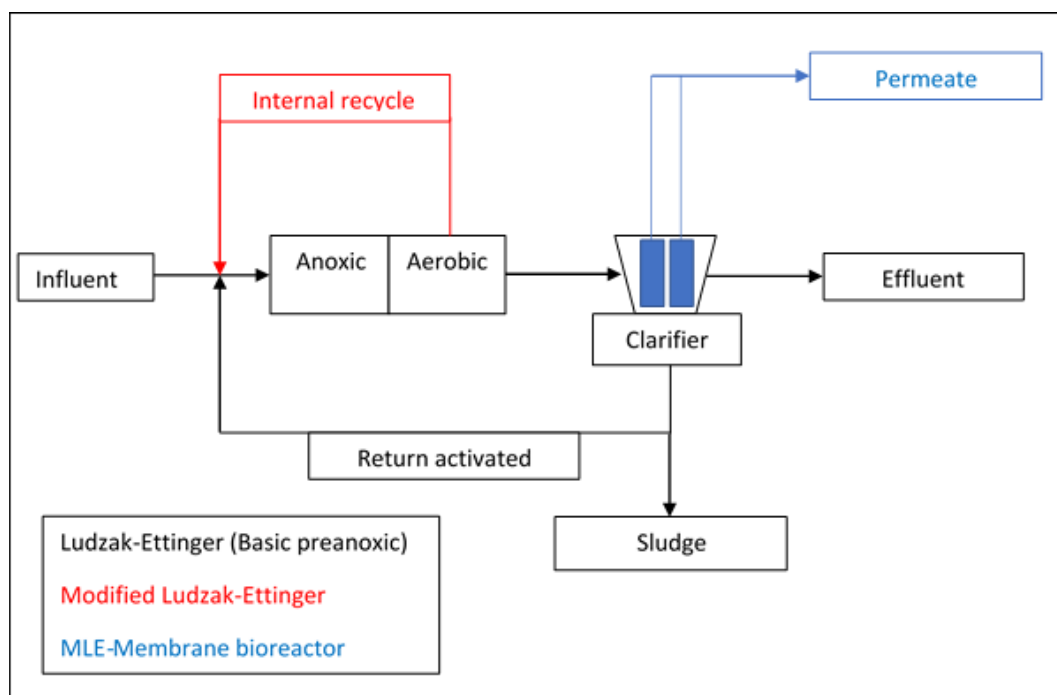 Permeate
Internal recycle
Influent
Anoxic
Aerobic
Effluent
Clarifier
Return activated
Sludge
Ludzak-Ettinger (Basic preanoxic)
Modified Ludzak-Ettinger
MLE-Membrane bioreactor